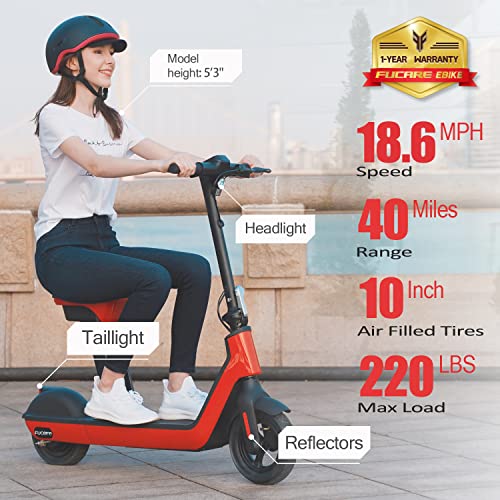 Model
height: 5'3"
1-YEAR WARRANTY
FUCARE EBIKE
18.6 MPH
Speed
Headlight
40 Miles
Range
10 Inch
Air Filled Tires
Taillight
220 LBS
Max Load
FUCARE
Reflectors